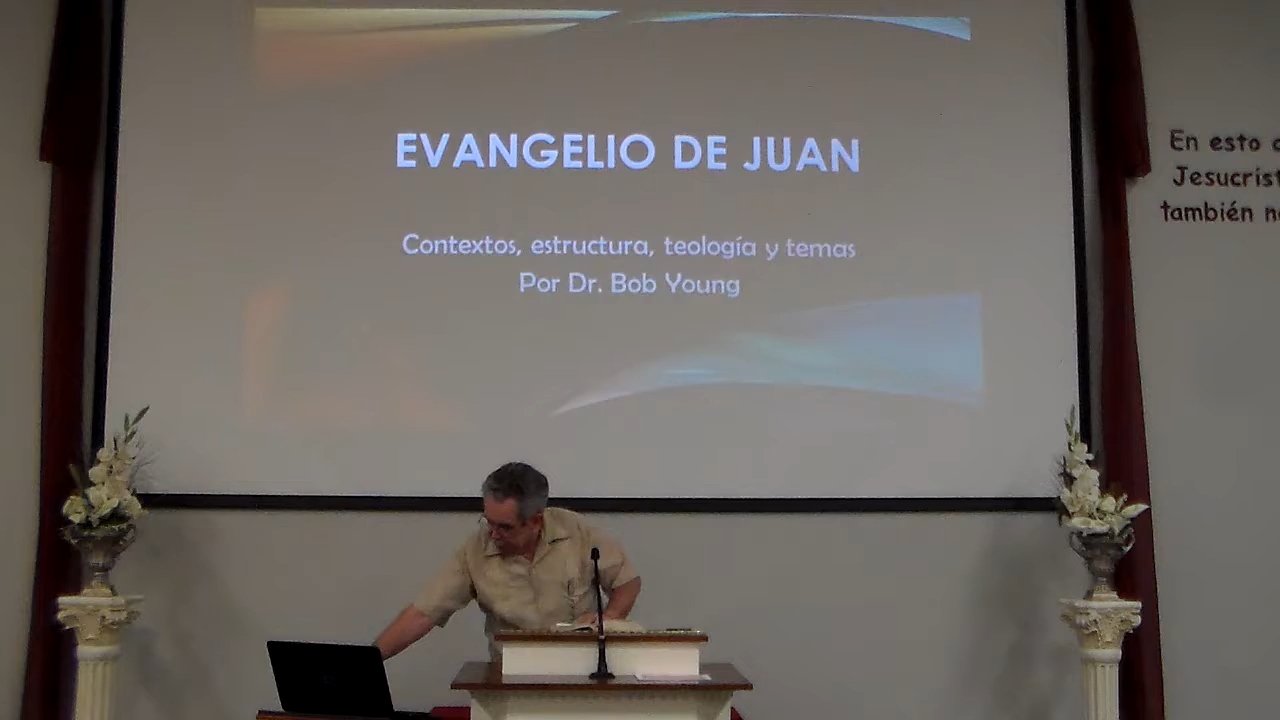 EVANGELIO DE JUAN
Contextos, estructura, teología y temas
Por Dr. Bob Young
En esto
Jesucrist
también